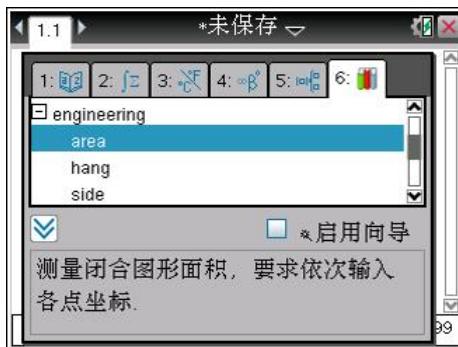 1.1 *未保存
1: 2: ∫Σ 3: °C°F 4: ∞β° 5: 6:
engineering
area
hang
side
启用向导
测量闭合图形面积, 要求依次输入
各点坐标.
99